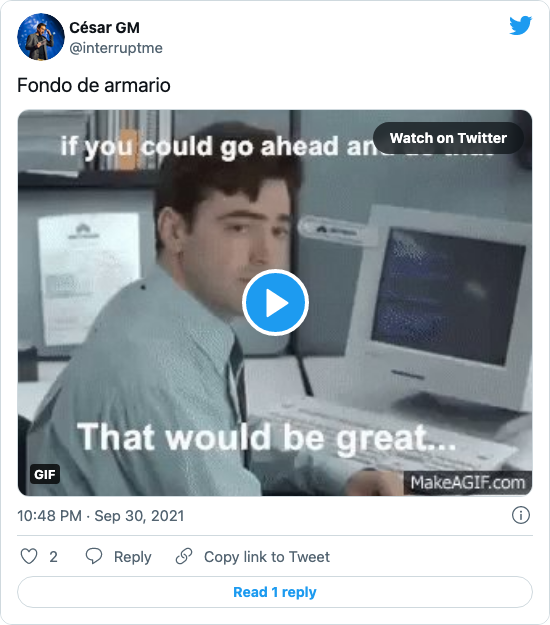 César GM
@interruptme
Fondo de armario
if you could go ahead and
Watch on Twitter
That would be great...
GIF
MakeAGIF.com
10:48 PM · Sep 30, 2021
2 Reply Copy link to Tweet
Read 1 reply